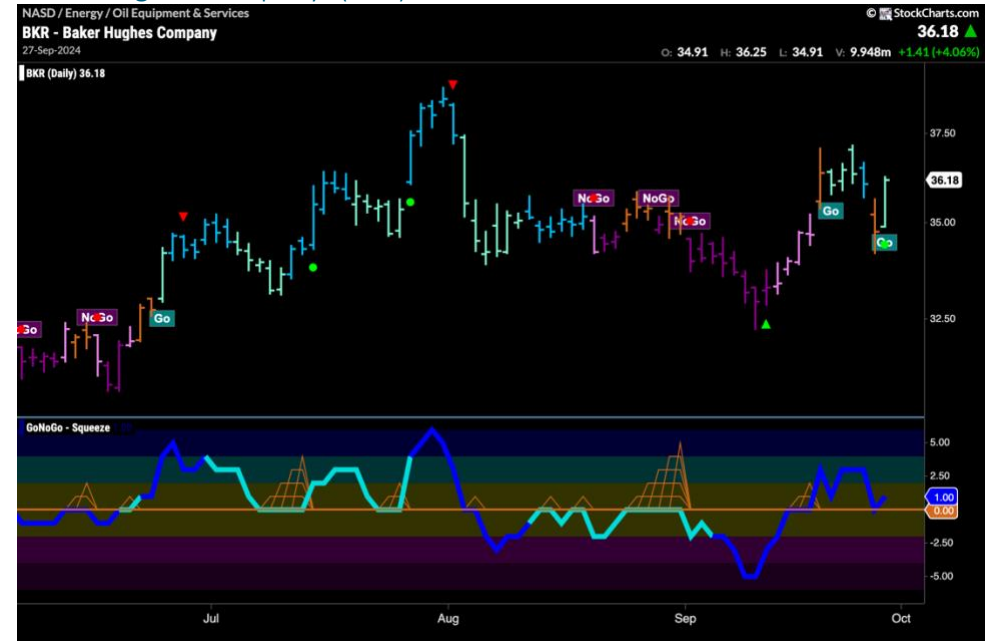 NASD / Energy / Oil Equipment & Services
© StockCharts.com
BKR - Baker Hughes Company
36.18
27-Sep-2024
O: 34.91 H: 36.25 L: 34.91 V: 9.948m +1.41 (+4.06%)
BKR (Daily) 36.18
37.50
36.18
NoGo
NoGo
Go
NoGo
35.00
Go
NoGo
Go
32.50
GoNoGo - Squeeze
5.00
2.50
1.00
0.00
-2.50
-5.00
Jul Aug Sep Oct